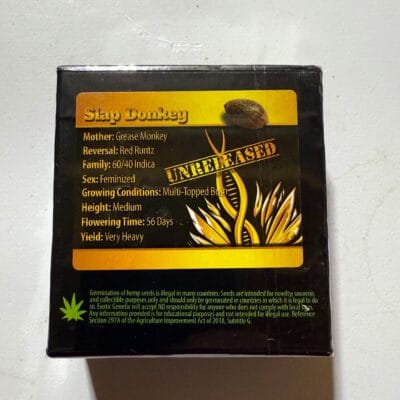 Slap Donkey
Mother: Grease Monkey
Reversal: Red Runtz
Family: 60/40 Indica
Sex: Feminized
Growing Conditions: Multi-Topped Bush
Height: Medium
Flowering Time: 56 Days
Yield: Very Heavy
UNRELEASED
Germination of hemp seeds is illegal in many countries. Seeds are intended for novelty, souvenir,
and collectible purposes only and should only be germinated in countries in which it is legal to do
so. Exotic Genetix will accept NO responsibility for anyone who does not comply with local
Any information provided is for educational purposes and not intended for illegal use. Reference
Section 297A of the Agriculture Improvement Act of 2018, Subtitle G.